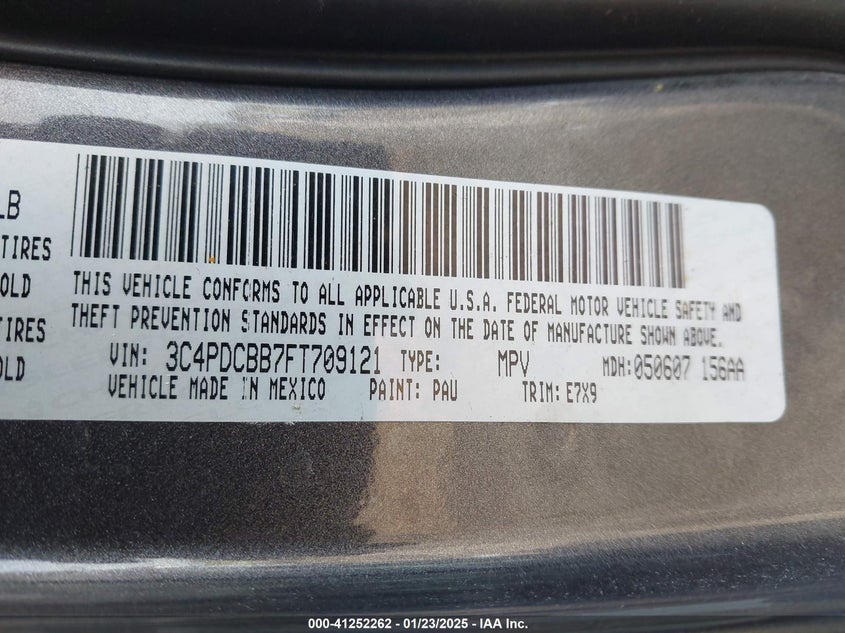 LB
TIRES
OLD
TIRES
OLD
THIS VEHICLE CONFORMS TO ALL APPLICABLE U.S.A. FEDERAL MOTOR VEHICLE SAFETY AND
THEFT PREVENTION STANDARDS IN EFFECT ON THE DATE OF MANUFACTURE SHOWN ABOVE.
VIN: 3C4PDCBB7FT709121 TYPE: MPV MDH:050607 156AA
VEHICLE MADE IN MEXICO PAINT: PAU TRIM: E7X9
000-41252262 - 01/23/2025 - IAA Inc.